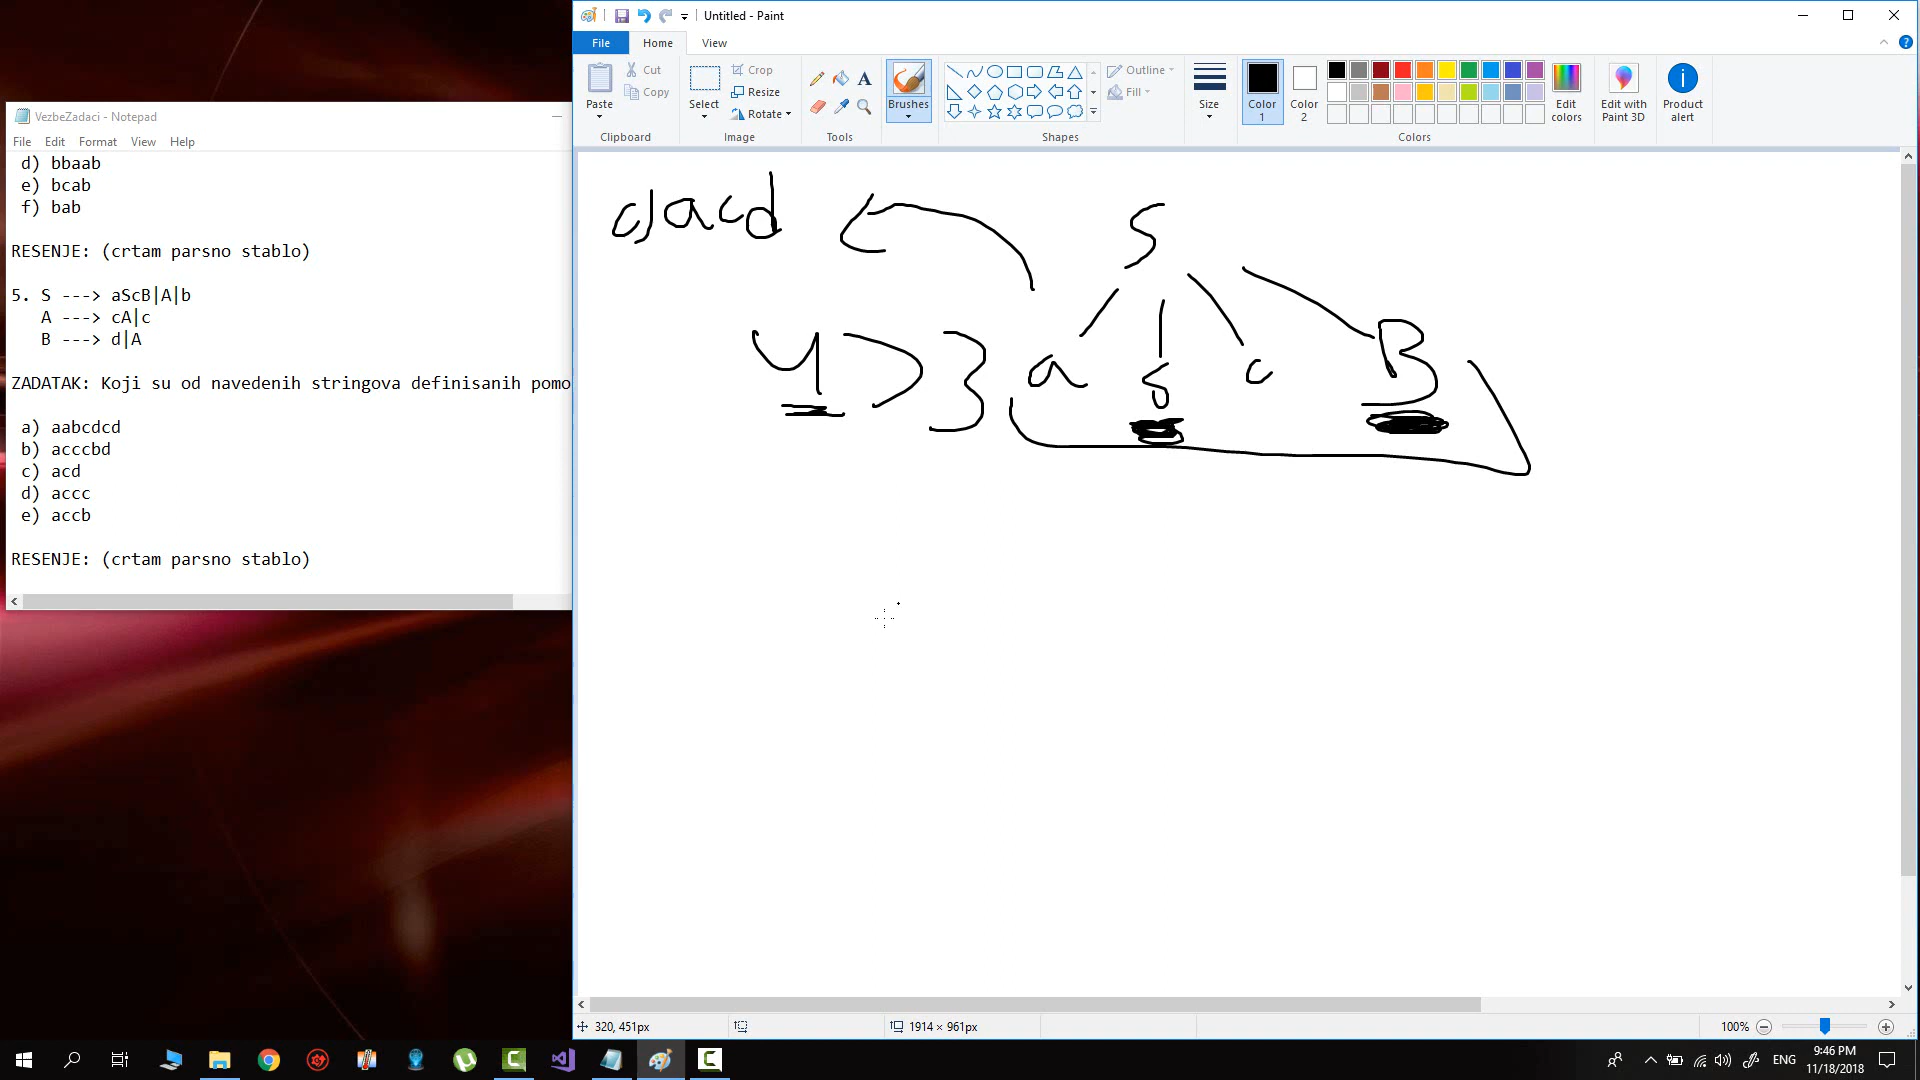 Untitled - Paint
File Home View
Paste
Cut
Copy
Clipboard
Select
Crop
Resize
Rotate
Image
Tools
Brushes
Outline
Fill
Shapes
Size
Color 1
Color 2
Edit colors
Colors
Edit with Paint 3D
Product alert
VezbeZadaci - Notepad
File Edit Format View Help
d) bbaab
e) bcab
f) bab
RESENJE: (crtam parsno stablo)
5. S ---> aScB|A|b
A ---> cA|c
B ---> d|A
ZADATAK: Koji su od navedenih stringova definisanih pomo
a) aabcdcd
b) acccbd
c) acd
d) accc
e) accb
RESENJE: (crtam parsno stablo)
c) acd
S
4 > 3 a S c B
320, 451px
1914 × 961px
100%
ENG
9:46 PM
11/18/2018